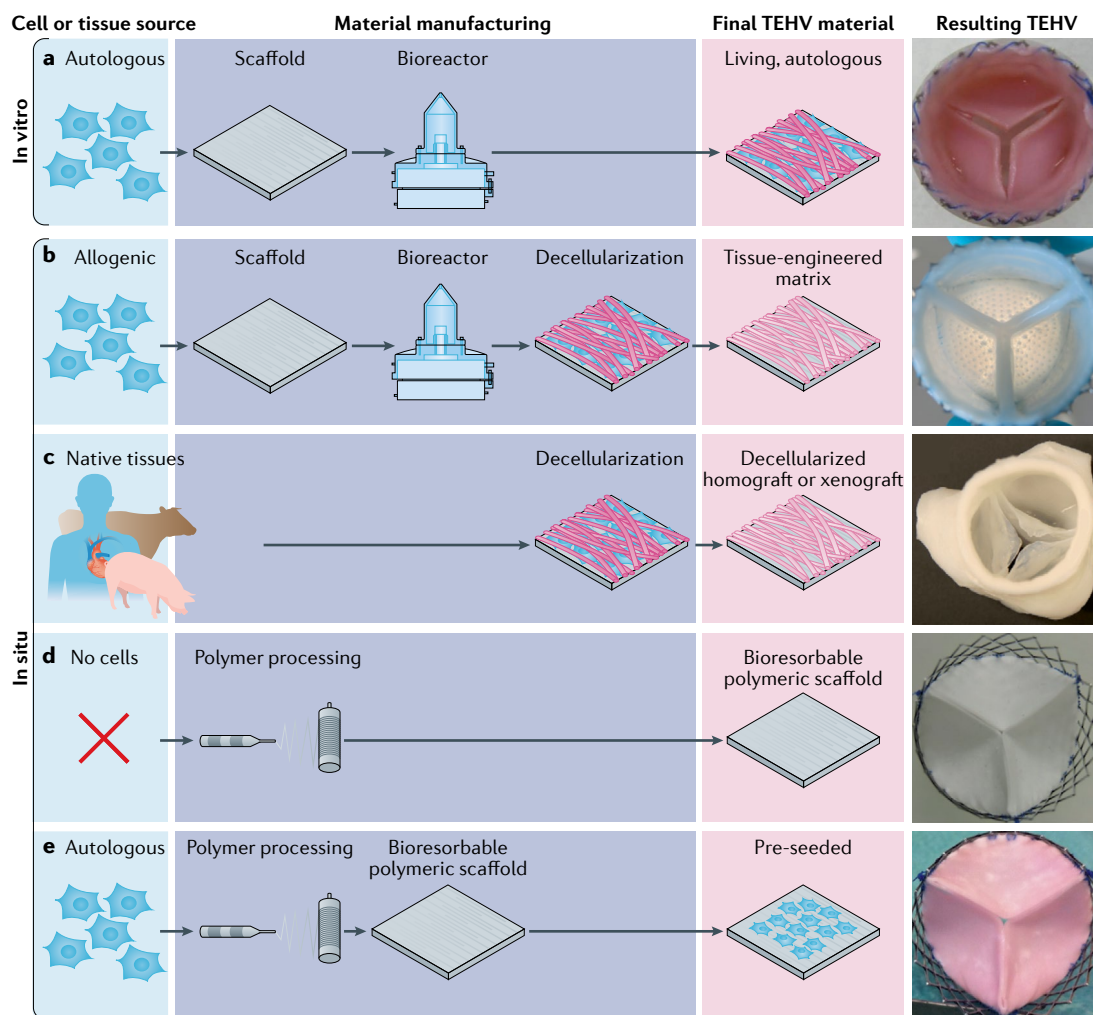 Cell or tissue source
Material manufacturing
Final TEHV material
Resulting TEHV
In vitro
a Autologous
Scaffold
Bioreactor
Living, autologous
In situ
b Allogenic
Scaffold
Bioreactor
Decellularization
Tissue-engineered
matrix
c Native tissues
Decellularization
Decellularized
homograft or xenograft
d No cells
Polymer processing
Bioresorbable
polymeric scaffold
e Autologous
Polymer processing
Bioresorbable
polymeric scaffold
Pre-seeded